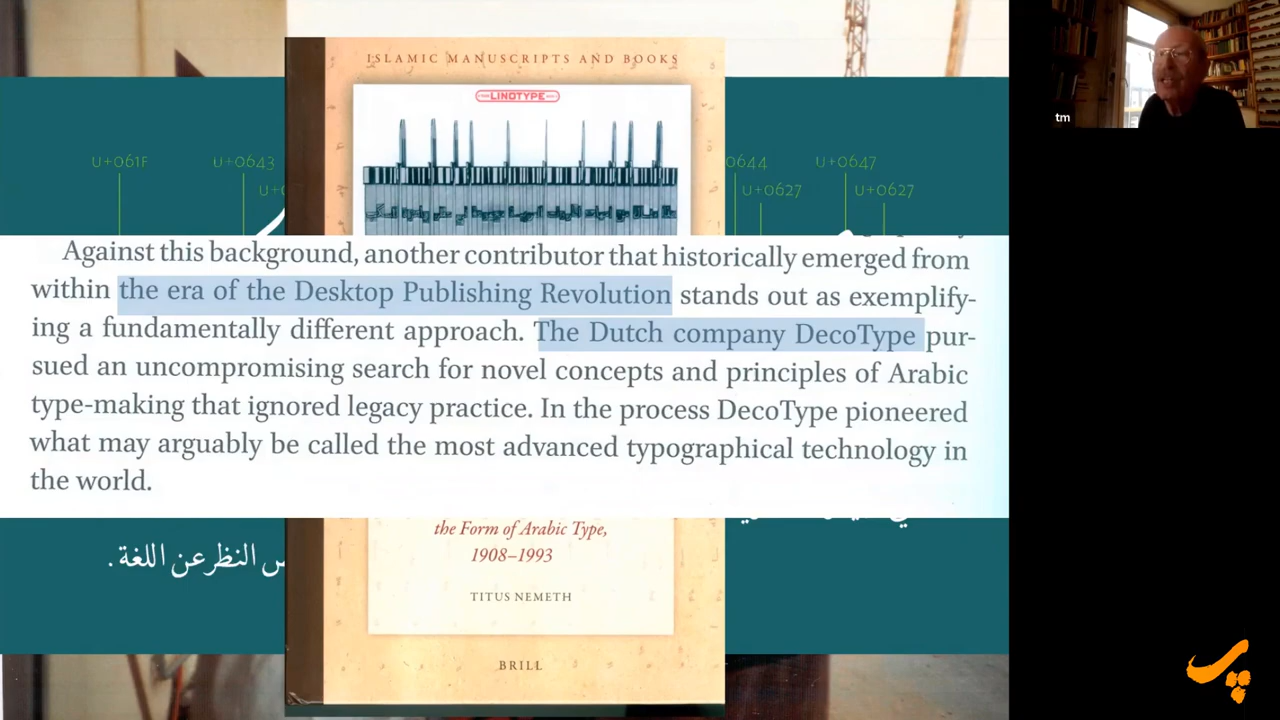 ISLAMIC MANUSCRIPTS AND BOOKS
LINOTYPE
tm
U+061F
U+0643
0644
U+0647
U+0627
U+0627
Against this background, another contributor that historically emerged from
within the era of the Desktop Publishing Revolution stands out as exemplify-
ing a fundamentally different approach. The Dutch company DecoType pur-
sued an uncompromising search for novel concepts and principles of Arabic
type-making that ignored legacy practice. In the process DecoType pioneered
what may arguably be called the most advanced typographical technology in
the world.
the Form of Arabic Type,
1908–1993
النظر عن اللغة .
TITUS NEMETH
BRILL